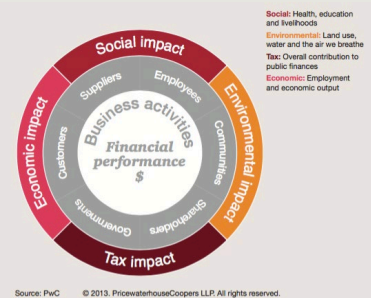 Social impact
Suppliers
Employees
Economic impact
Customers
Business activities
Financial
performance
$
Communities
Environmental impact
Governments
Shareholders
Tax impact
Social: Health, education
and livelihoods
Environmental: Land use,
water and the air we breathe
Tax: Overall contribution to
public finances
Economic: Employment
and economic output
Source: PwC © 2013. PricewaterhouseCoopers LLP. All rights reserved.